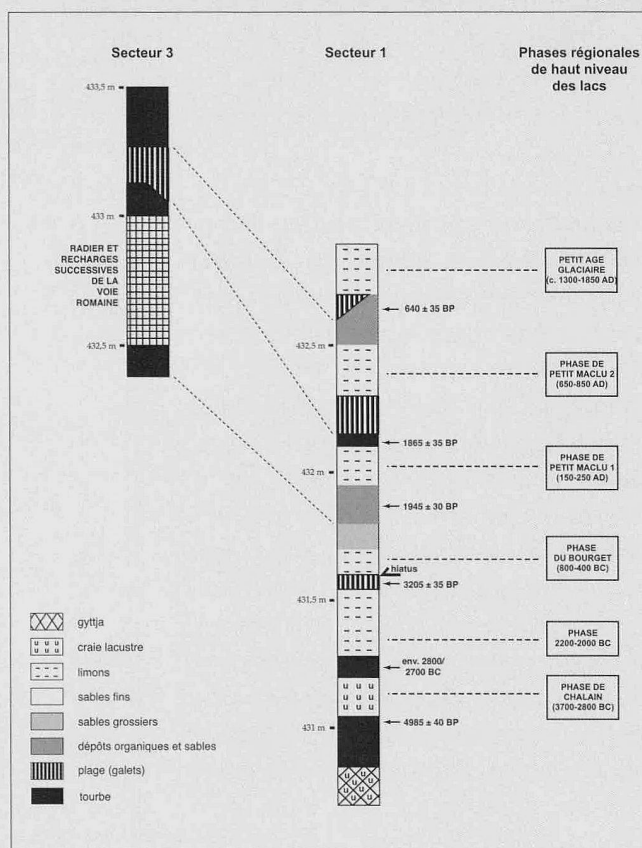 Secteur 3
Secteur 1
Phases régionales
de haut niveau
des lacs
433,5 m
433 m
RADIER ET
RECHARGES
SUCCESSIVES
DE LA
VOIE
ROMAINE
432,5 m
432,5 m
432 m
431,5 m
431 m
640 ± 35 BP
1865 ± 35 BP
1945 ± 30 BP
hiatus
3205 ± 35 BP
env. 2800/
2700 BC
4985 ± 40 BP
PETIT AGE
GLACIAIRE
(c. 1300-1850 AD)
PHASE DE
PETIT MACLU 2
(650-850 AD)
PHASE DE
PETIT MACLU 1
(150-250 AD)
PHASE
DU BOURGET
(800-400 BC)
PHASE
2200-2000 BC
PHASE DE
CHALAIN
(3700-2800 BC)
gyttja
u u u
u u u
craie lacustre
limons
sables fins
sables grossiers
dépôts organiques et sables
plage (galets)
tourbe